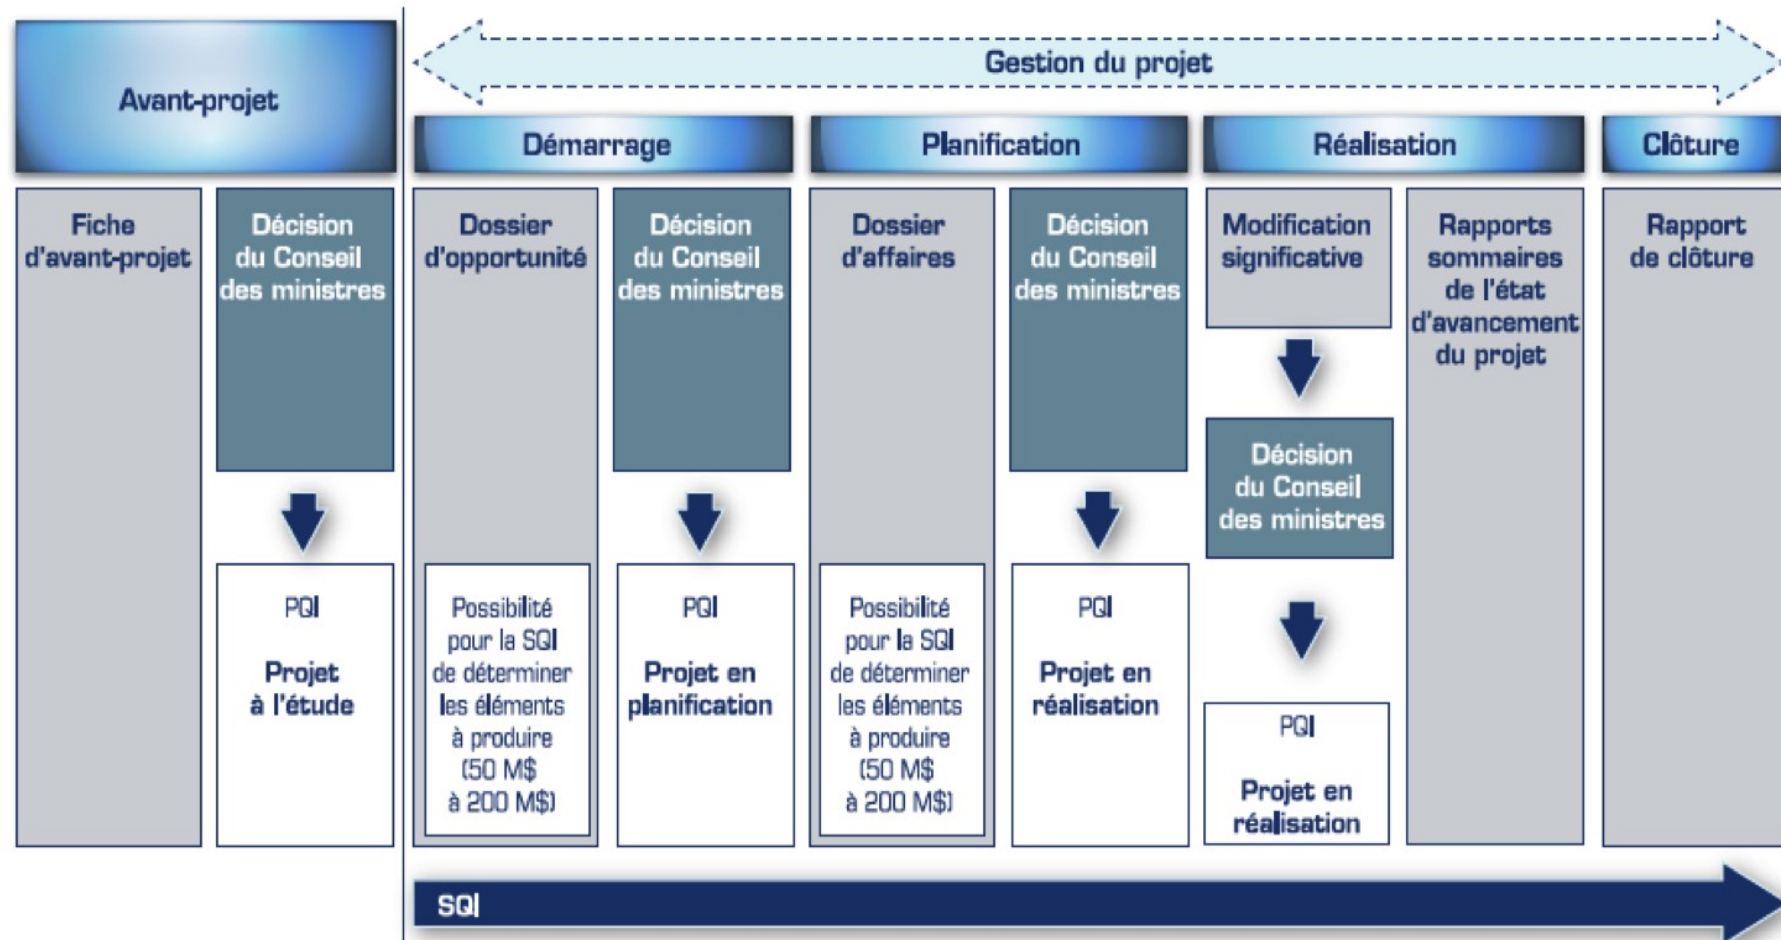 Avant-projet
Gestion du projet
Démarrage
Planification
Réalisation
Clôture
Fiche
d'avant-projet
Décision
du Conseil
des ministres
PQI
Projet
à l'étude
Dossier
d'opportunité
Possibilité
pour la SQI
de déterminer
les éléments
à produire
(50 M$
à 200 M$)
Décision
du Conseil
des ministres
PQI
Projet en
planification
Dossier
d'affaires
Possibilité
pour la SQI
de déterminer
les éléments
à produire
(50 M$
à 200 M$)
Décision
du Conseil
des ministres
PQI
Projet en
réalisation
Modification
significative
Décision
du Conseil
des ministres
PQI
Projet en
réalisation
Rapports
sommaires
de l'état
d'avancement
du projet
Rapport
de clôture
SQI